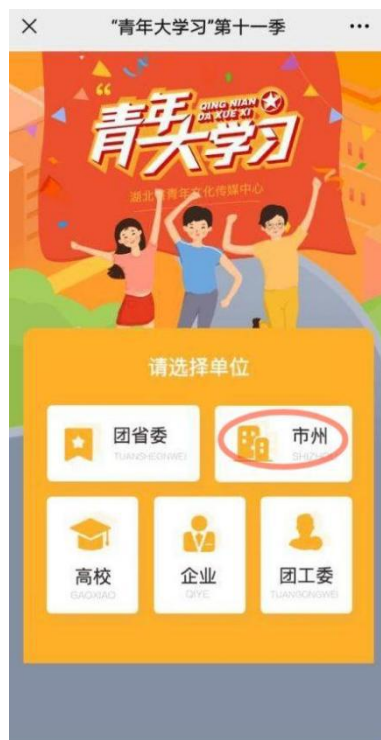 “青年大学习”第十一季
青年
QING NIAN
DA XUE XI
大学习
湖北省青年文化传媒中心
请选择单位
团省委
TUANSHEONWEI
市州
高校
GAOXIAO
企业
QIYE
团工委
TUANGONGWEI